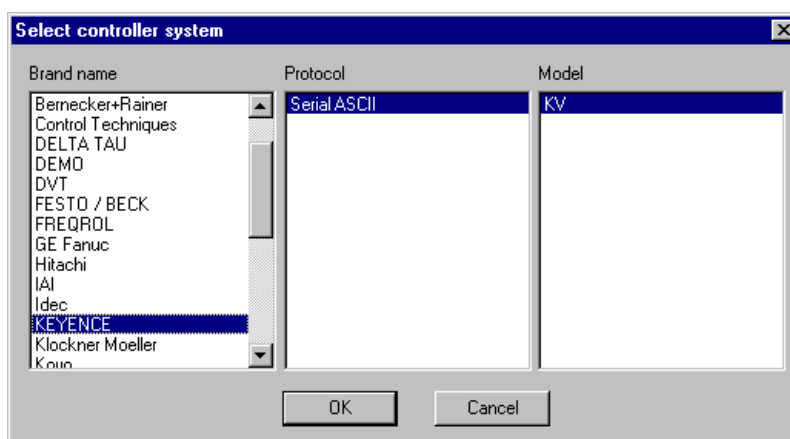 Select controller system
Brand name
Protocol
Model
Bernecker+Rainer
Control Techniques
DELTA TAU
DEMO
DVT
FESTO / BECK
FREQROL
GE Fanuc
Hitachi
IAI
Idec
KEYENCE
Klockner Moeller
Koyo
Serial ASCII
KV
OK
Cancel